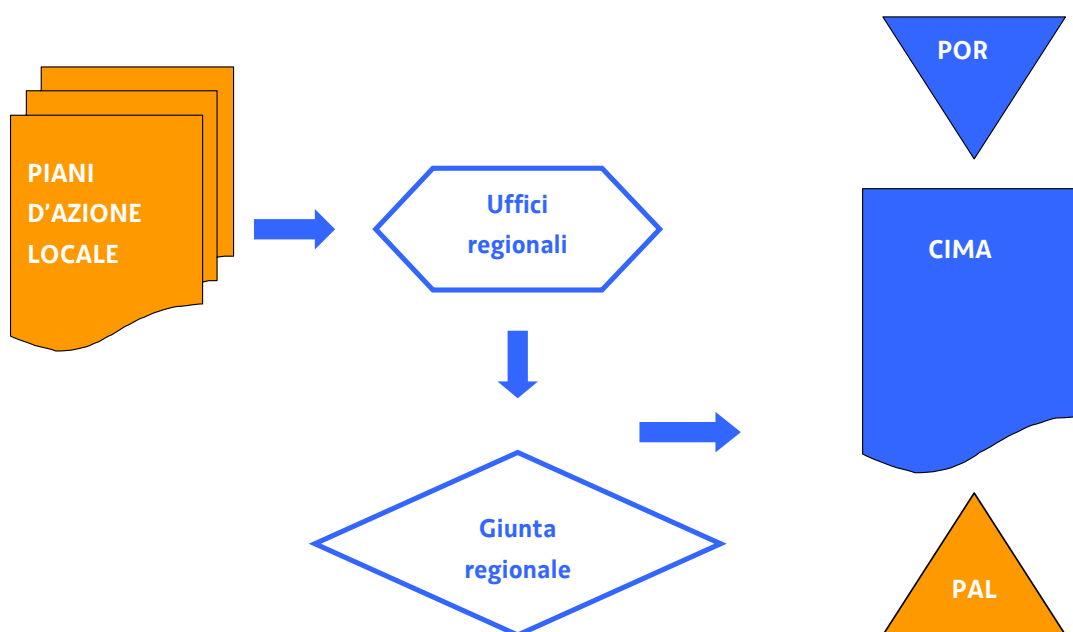 PIANI
D’AZIONE
LOCALE
Uffici
regionali
Giunta
regionale
POR
CIMA
PAL